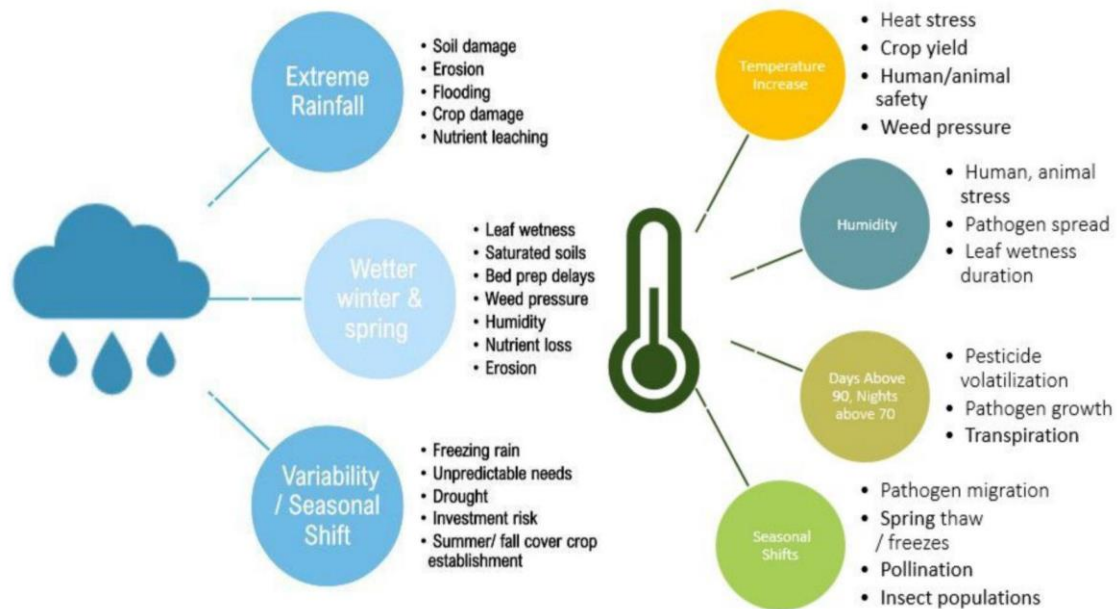 Extreme
Rainfall
• Soil damage
• Erosion
• Flooding
• Crop damage
• Nutrient leaching
Wetter
winter &
spring
• Leaf wetness
• Saturated soils
• Bed prep delays
• Weed pressure
• Humidity
• Nutrient loss
• Erosion
Variability
/ Seasonal
Shift
• Freezing rain
• Unpredictable needs
• Drought
• Investment risk
• Summer/ fall cover crop
establishment
Temperature
Increase
• Heat stress
• Crop yield
• Human/animal
safety
• Weed pressure
Humidity
• Human, animal
stress
• Pathogen spread
• Leaf wetness
duration
Days Above
90, Nights
above 70
• Pesticide
volatilization
• Pathogen growth
• Transpiration
Seasonal
Shifts
• Pathogen migration
• Spring thaw
/ freezes
• Pollination
• Insect populations